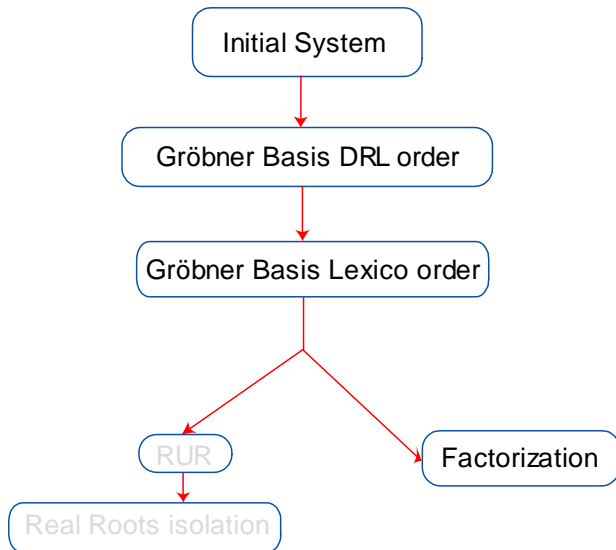 Initial System
Gröbner Basis DRL order
Gröbner Basis Lexico order
RUR
Factorization
Real Roots isolation